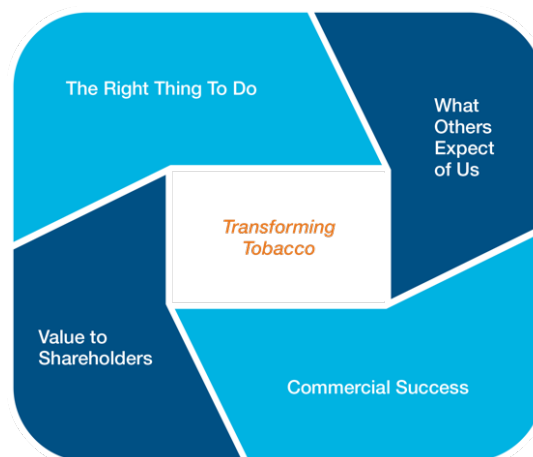 The Right Thing To Do
What
Others
Expect
of Us
Transforming
Tobacco
Value to
Shareholders
Commercial Success